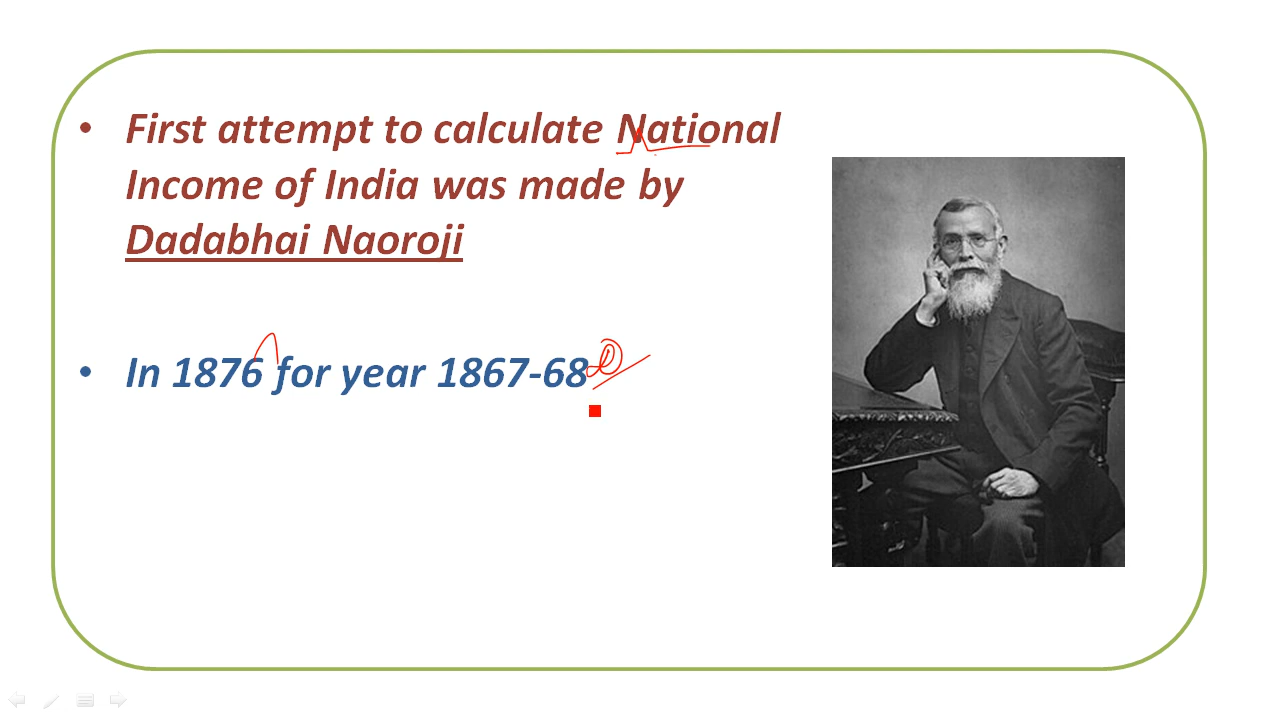 • First attempt to calculate National
Income of India was made by
Dadabhai Naoroji
• In 1876 for year 1867-68